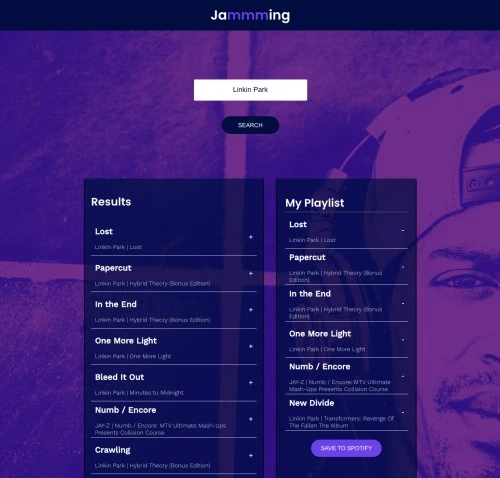 Jammming
Linkin Park
SEARCH
Results
Lost
Linkin Park | Lost
+
Papercut
Linkin Park | Hybrid Theory (Bonus Edition)
+
In the End
Linkin Park | Hybrid Theory (Bonus Edition)
+
One More Light
Linkin Park | One More Light
+
Bleed It Out
Linkin Park | Minutes to Midnight
+
Numb / Encore
JAY-Z | Numb / Encore: MTV Ultimate Mash-Ups
Presents Collision Course
+
Crawling
Linkin Park | Hybrid Theory (Bonus Edition)
+
My Playlist
Lost
Linkin Park | Lost
-
Papercut
Linkin Park | Hybrid Theory (Bonus
Edition)
-
In the End
Linkin Park | Hybrid Theory (Bonus
Edition)
-
One More Light
Linkin Park | One More Light
-
Numb / Encore
JAY-Z | Numb / Encore: MTV Ultimate
Mash-Ups Presents Collision Course
-
New Divide
Linkin Park | Transformers: Revenge Of
The Fallen The Album
-
SAVE TO SPOTIFY